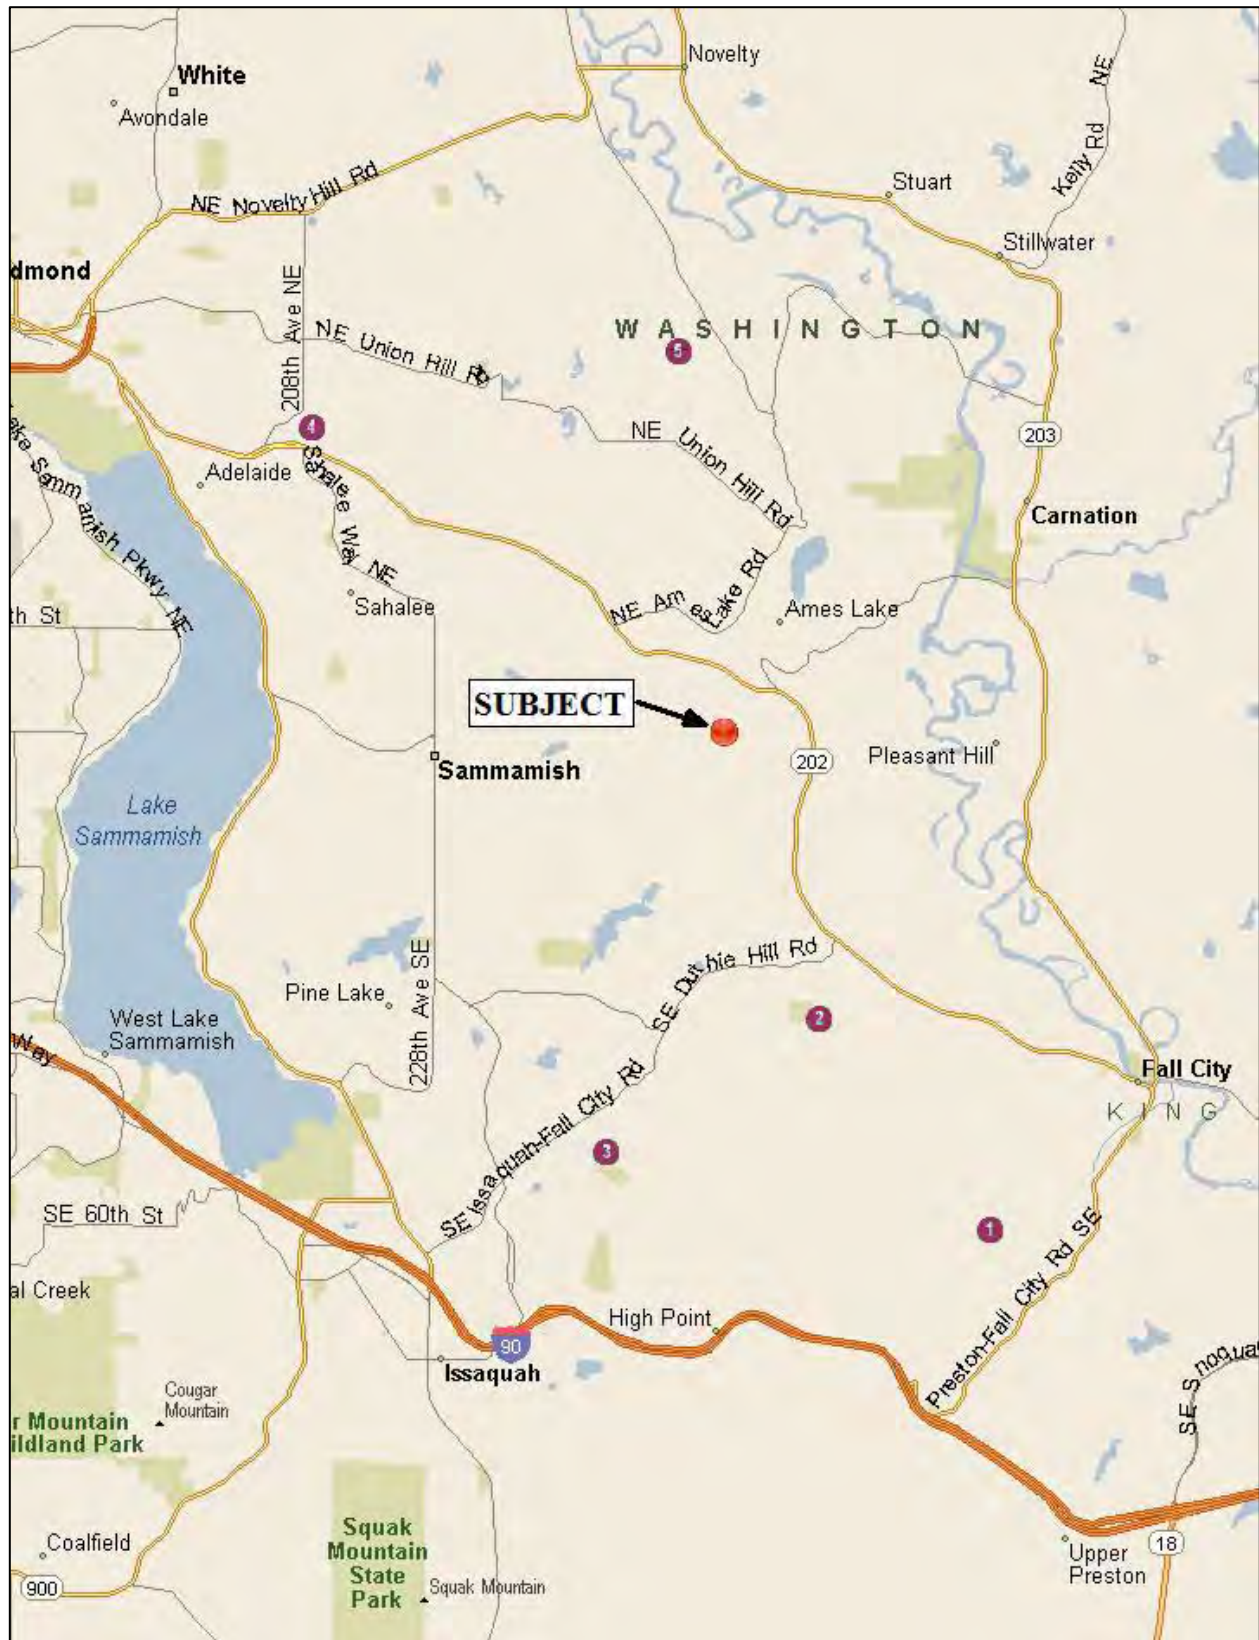 Novelty
White
Avondale
NE Novelty Hill Rd
Kelly Rd NE
Stuart
Stillwater
dmond
208th Ave NE
NE Union Hill Rd
WASHINGTON
5
4
203
NE Union Hill Rd
Adelaide
Sahalee Way NE
Carnation
ake Sammamish Pkwy NE
th St
Sahalee
NE Ames Lake Rd
Ames Lake
SUBJECT
202
Pleasant Hill
Sammamish
Lake
Sammamish
228th Ave SE
SE Duthie Hill Rd
Pine Lake
2
West Lake
Sammamish
Way
Fall City
KING
SE Issaquah-Fall City Rd
3
SE 60th St
1
Preston-Fall City Rd SE
al Creek
High Point
90
Issaquah
SE Snoqua
Cougar
Mountain
r Mountain
ildland Park
Squak
Mountain
State
Park
Squak Mountain
Coalfield
900
Upper
Preston
18